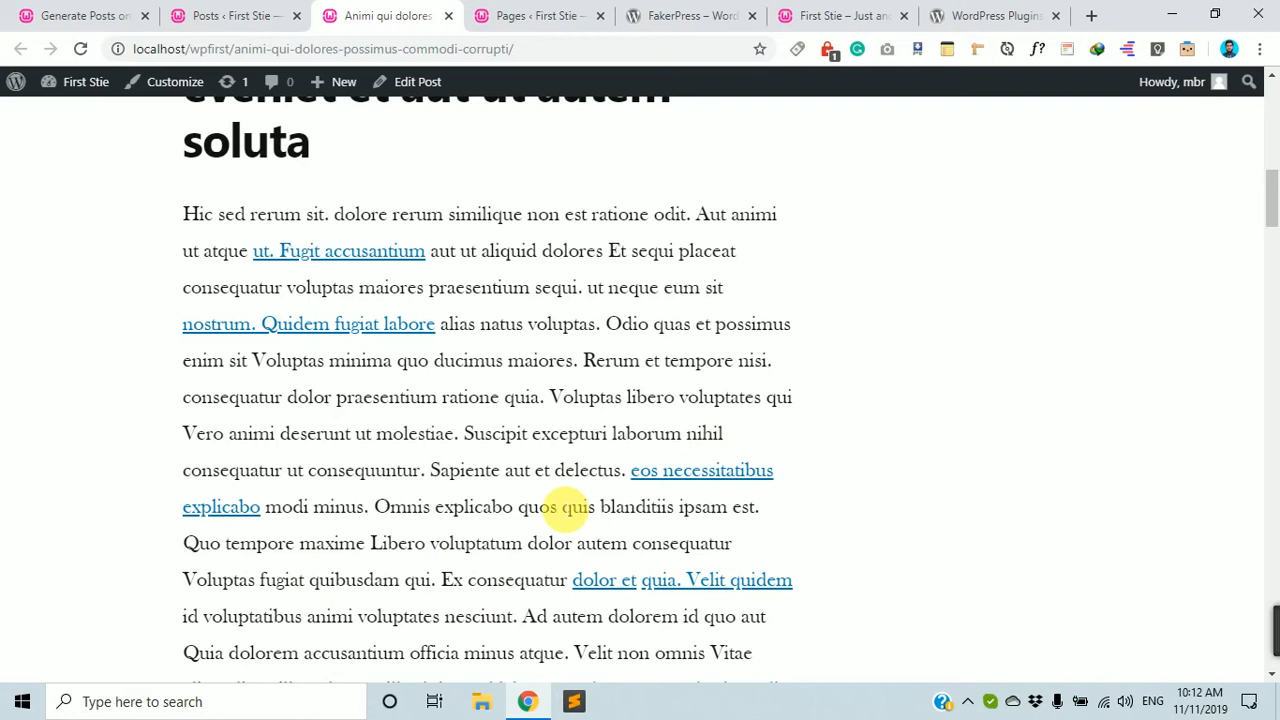 Generate Posts on
Posts ‹ First Stie —
Animi qui dolores
Pages ‹ First Stie —
FakerPress – Word
First Stie – Just and
WordPress Plugins
localhost/wpfirst/animi-qui-dolores-possimus-commodi-corrupti/
1
f?
First Stie
Customize
1
0
New
Edit Post
Howdy, mbr
eveniet et aut ut autem
soluta
Hic sed rerum sit. dolore rerum similique non est ratione odit. Aut animi
ut atque ut. Fugit accusantium aut ut aliquid dolores Et sequi placeat
consequatur voluptas maiores praesentium sequi. ut neque eum sit
nostrum. Quidem fugiat labore alias natus voluptas. Odio quas et possimus
enim sit Voluptas minima quo ducimus maiores. Rerum et tempore nisi.
consequatur dolor praesentium ratione quia. Voluptas libero voluptates qui
Vero animi deserunt ut molestiae. Suscipit excepturi laborum nihil
consequatur ut consequuntur. Sapiente aut et delectus. eos necessitatibus
explicabo modi minus. Omnis explicabo quos quis blanditiis ipsam est.
Quo tempore maxime Libero voluptatum dolor autem consequatur
Voluptas fugiat quibusdam qui. Ex consequatur dolor et quia. Velit quidem
id voluptatibus animi voluptates nesciunt. Ad autem dolorem id quo aut
Quia dolorem accusantium officia minus atque. Velit non omnis Vitae
Type here to search
ENG
10:12 AM
11/11/2019